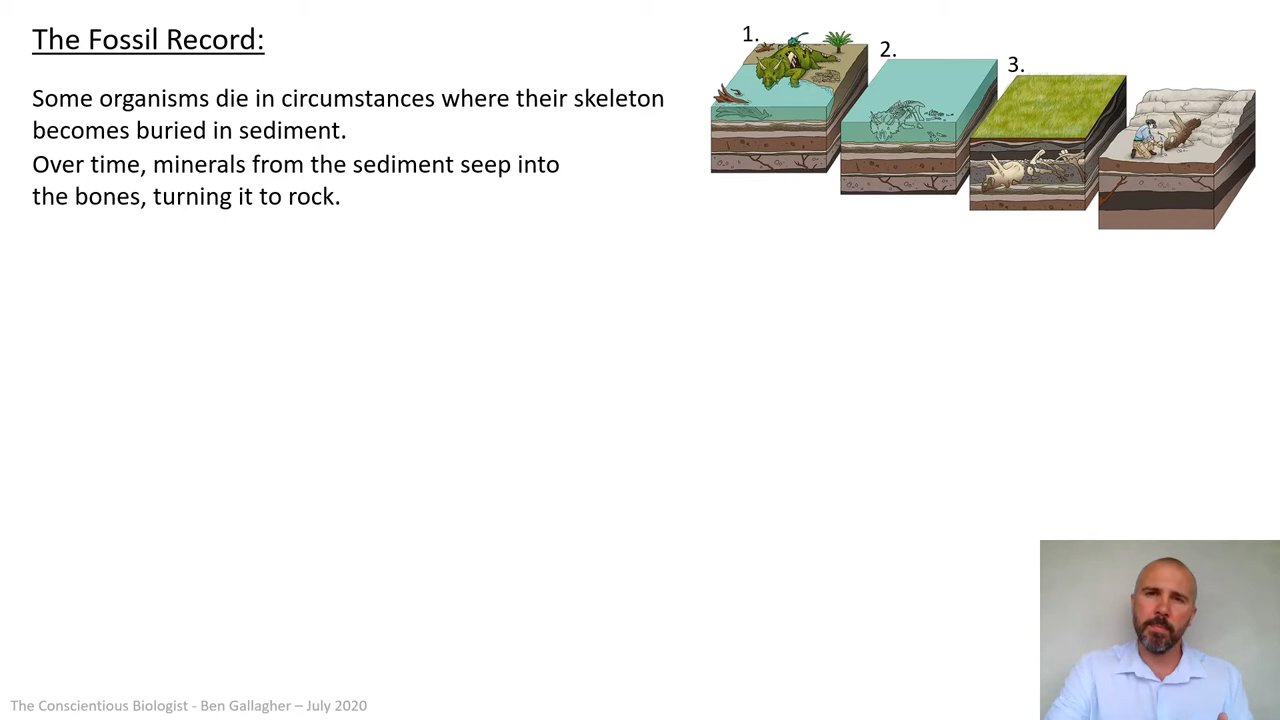 The Fossil Record:
1.
2.
3.
Some organisms die in circumstances where their skeleton
becomes buried in sediment.
Over time, minerals from the sediment seep into
the bones, turning it to rock.
The Conscientious Biologist - Ben Gallagher – July 2020